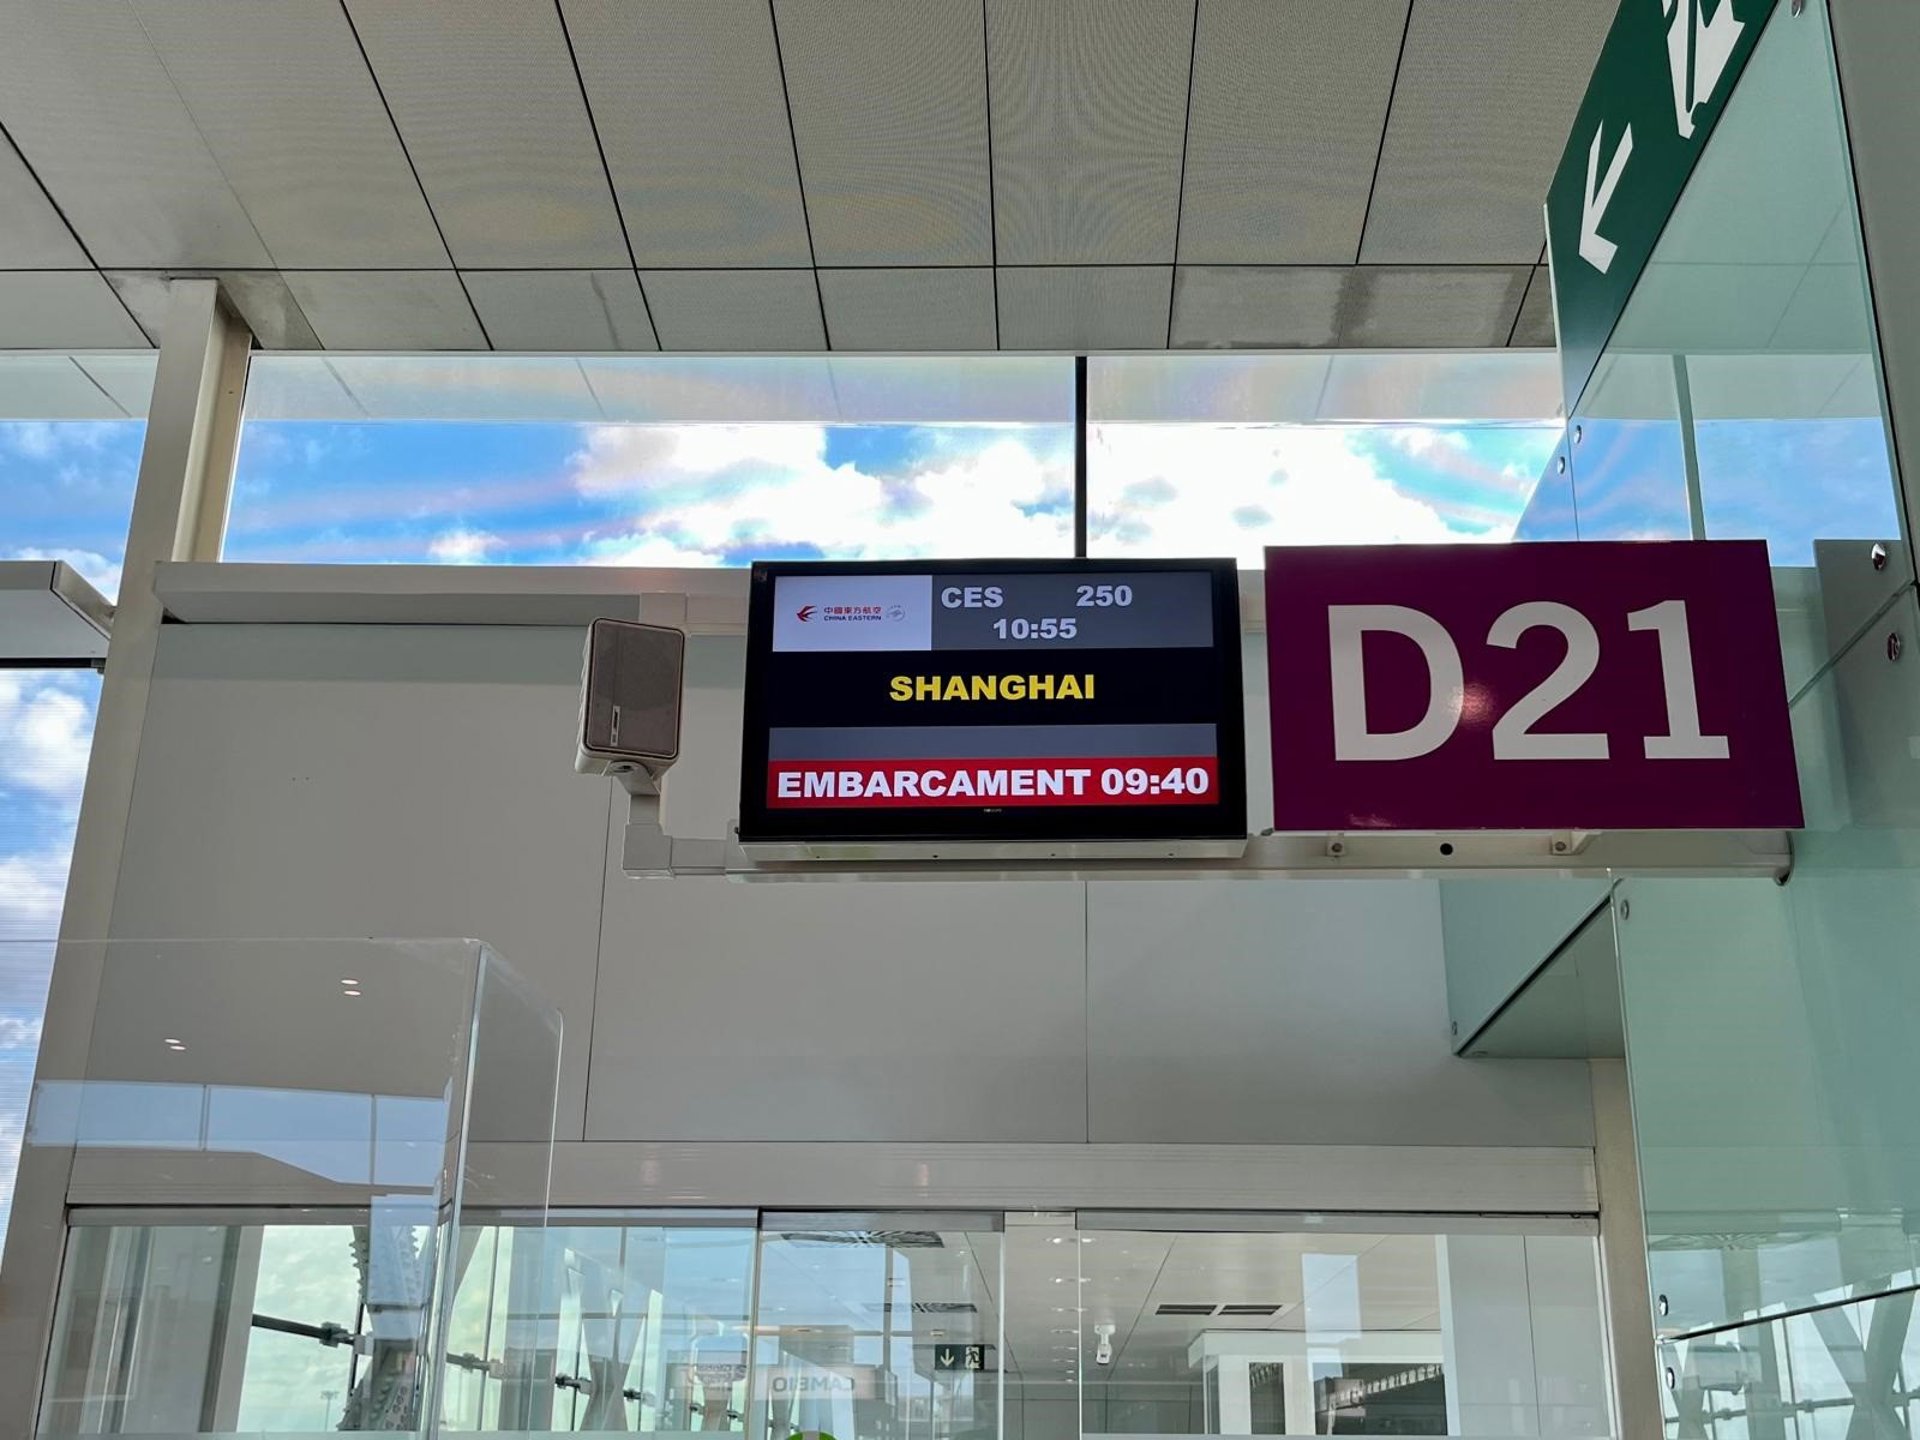 CES 250
10:55
中國東方航空
CHINA EASTERN
SHANGHAI
EMBARCAMENT 09:40
D21